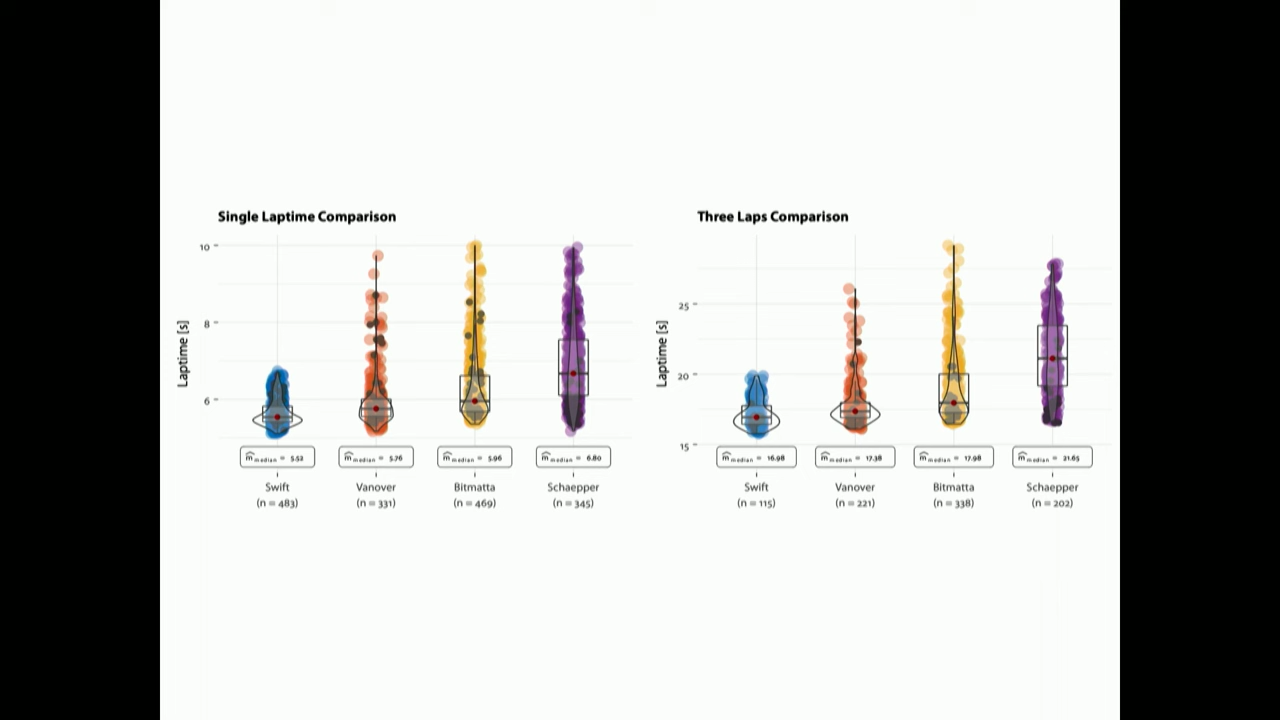 Single Laptime Comparison
10
8
6
Laptime [s]
m̂median = 5.52
m̂median = 5.76
m̂median = 5.96
m̂median = 6.80
Swift
Vanover
Bitmatta
Schaepper
(n = 483)
(n = 331)
(n = 469)
(n = 345)
Three Laps Comparison
25
20
15
Laptime [s]
m̂median = 16.98
m̂median = 17.38
m̂median = 17.98
m̂median = 21.65
Swift
Vanover
Bitmatta
Schaepper
(n = 115)
(n = 221)
(n = 338)
(n = 202)